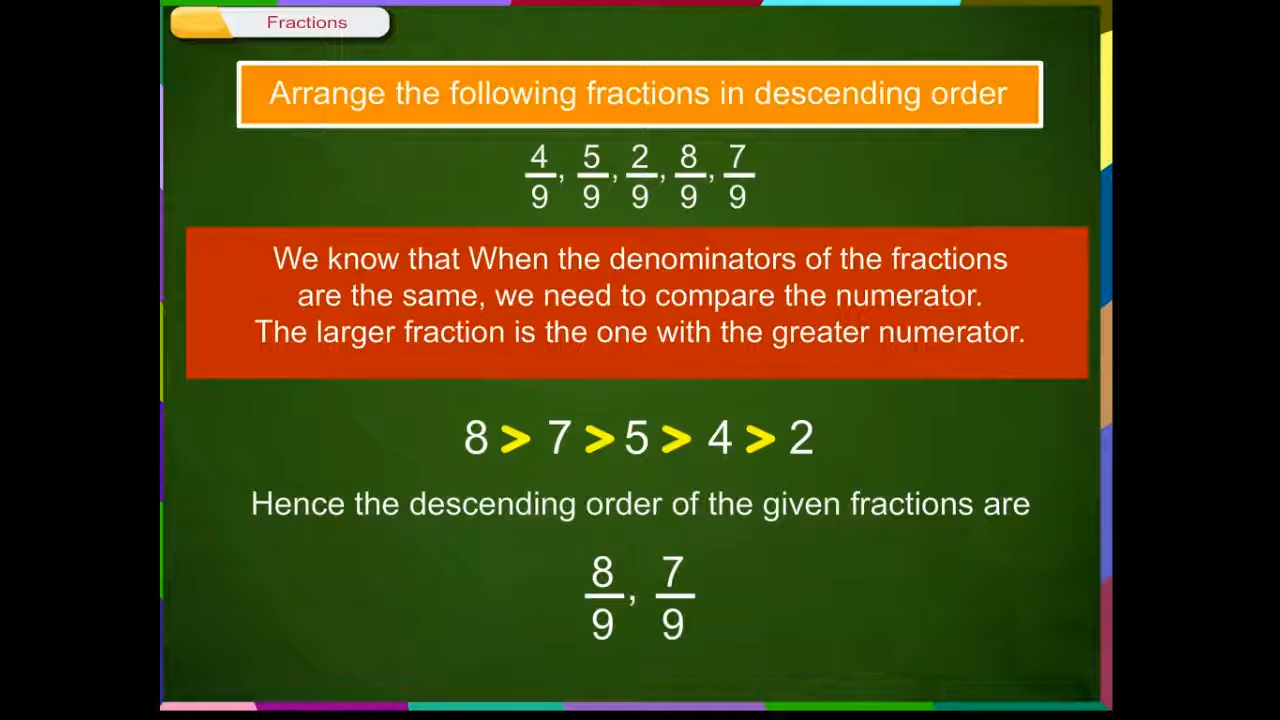 Fractions
Arrange the following fractions in descending order
4/9, 5/9, 2/9, 8/9, 7/9
We know that When the denominators of the fractions
are the same, we need to compare the numerator.
The larger fraction is the one with the greater numerator.
8 > 7 > 5 > 4 > 2
Hence the descending order of the given fractions are
8/9, 7/9